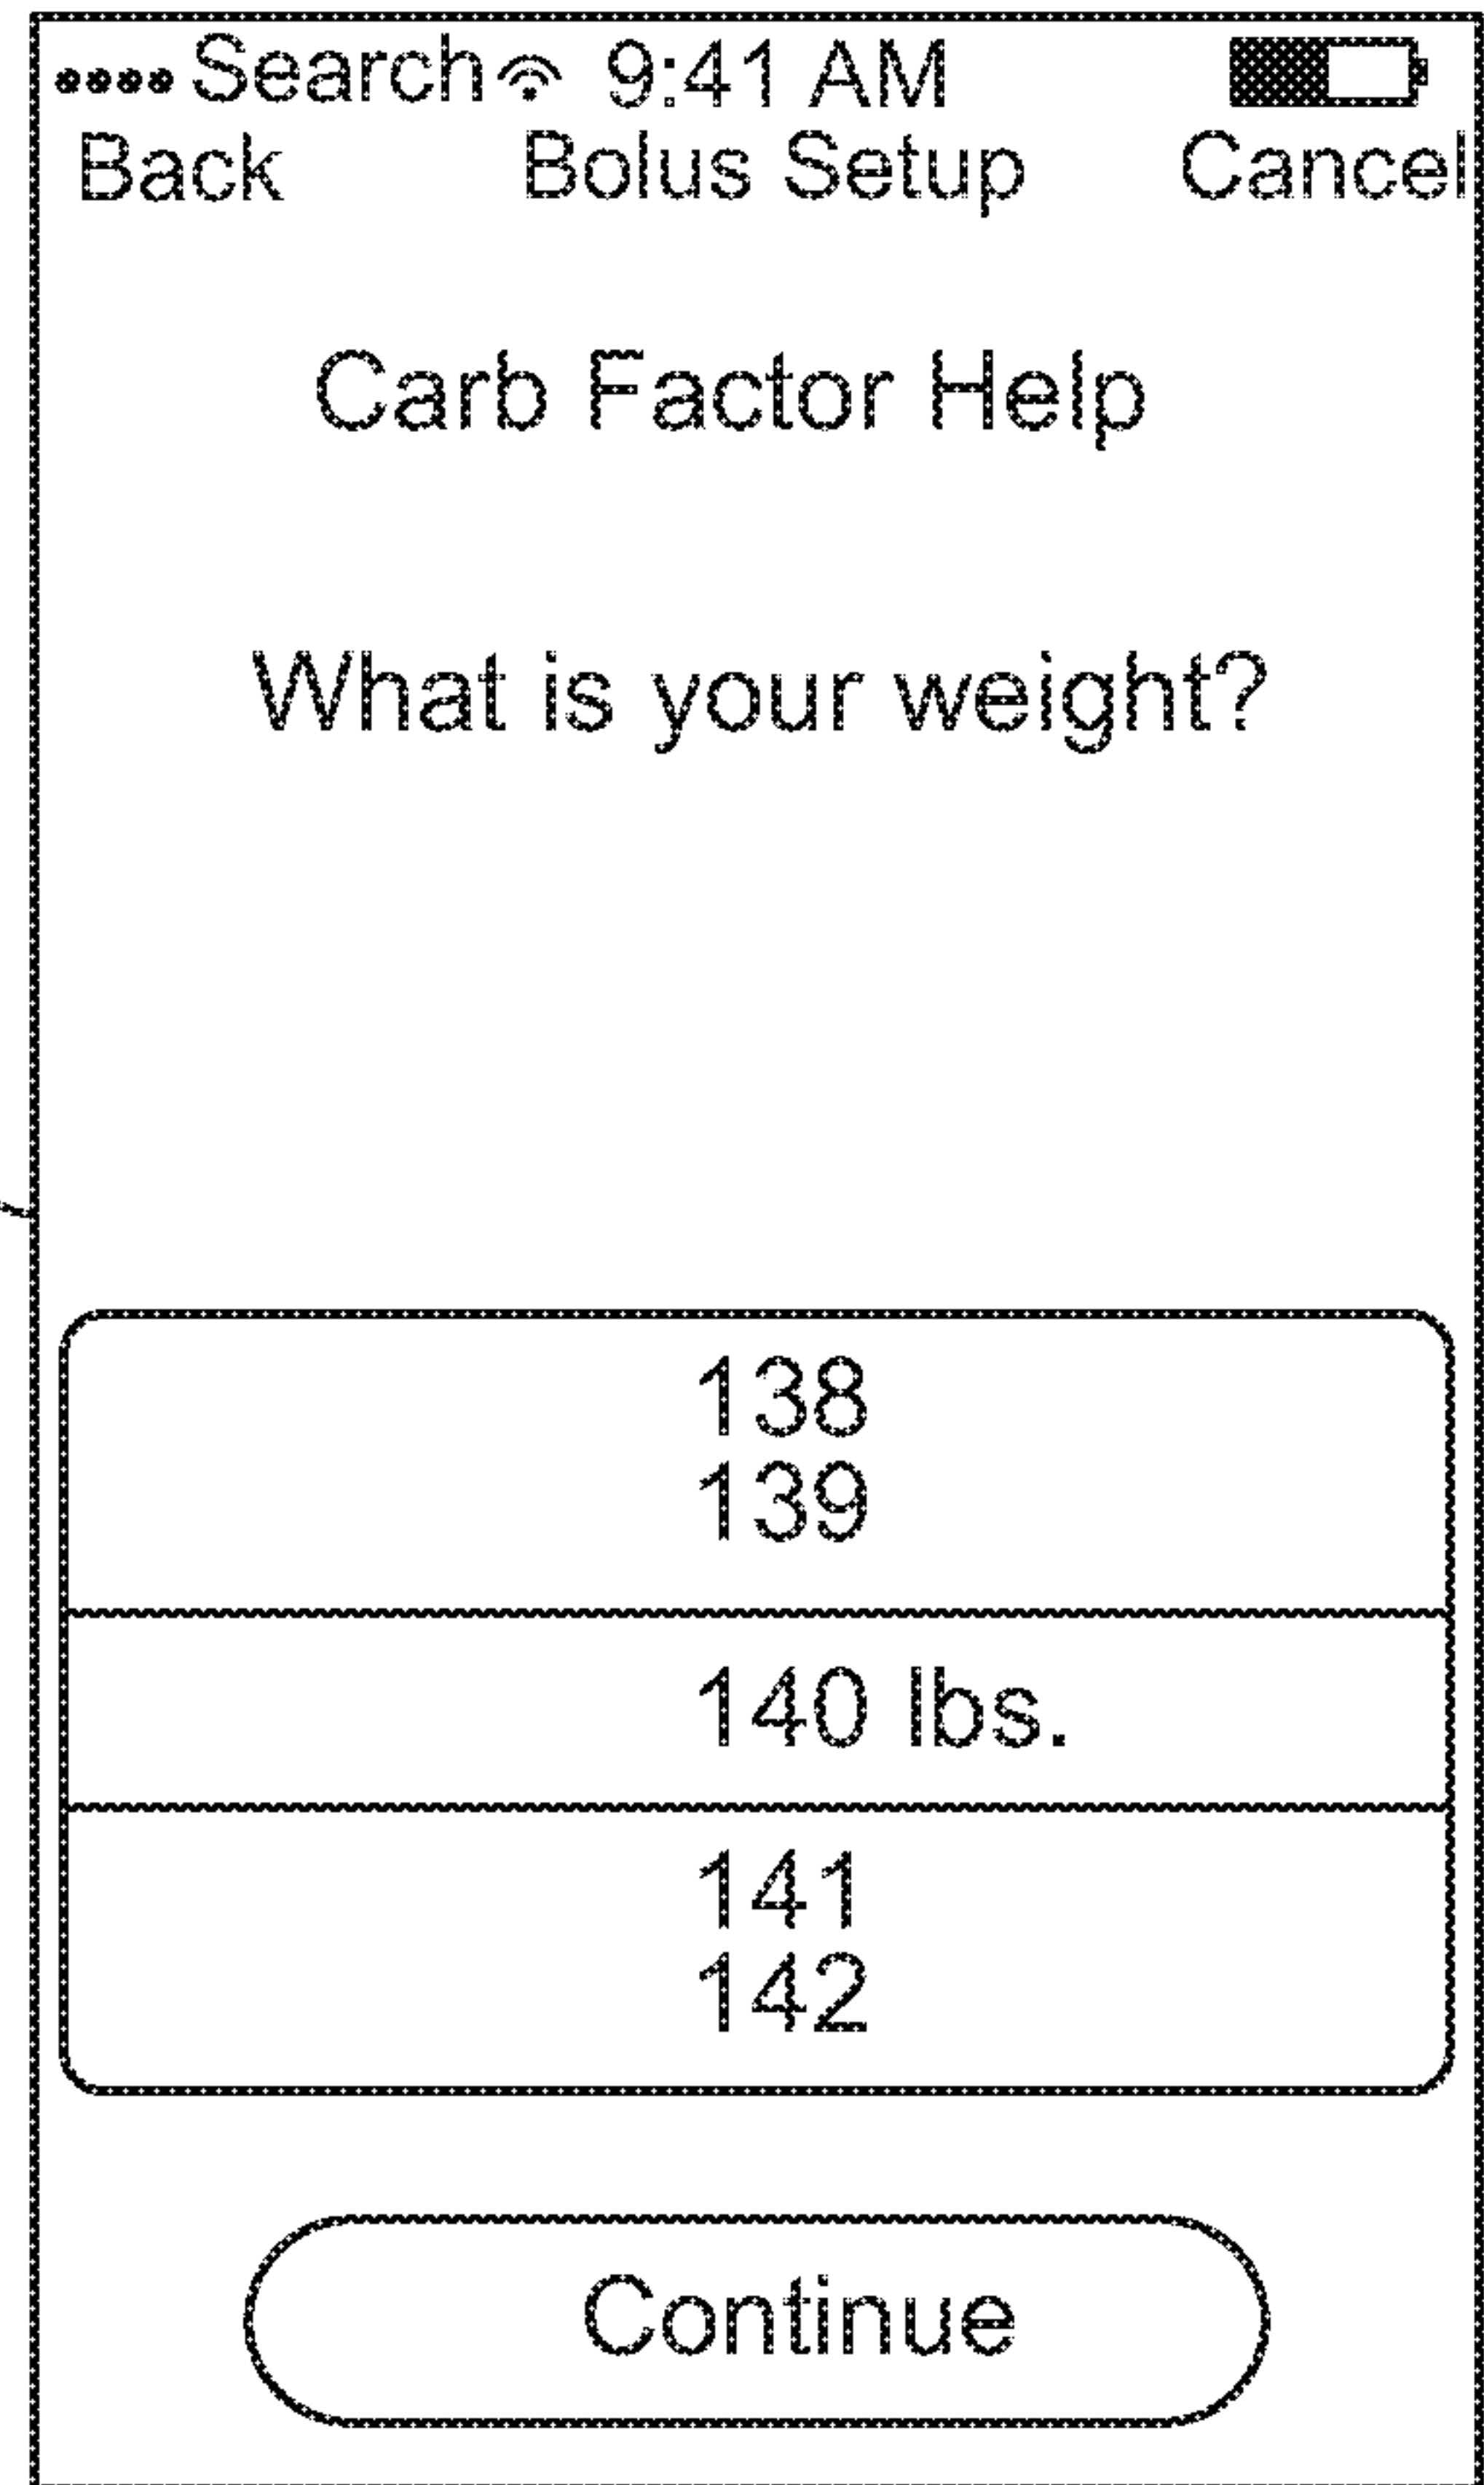 Search 9:41 AM
Back Bolus Setup Cancel
Carb Factor Help
What is your weight?
138
139
140 lbs.
141
142
Continue